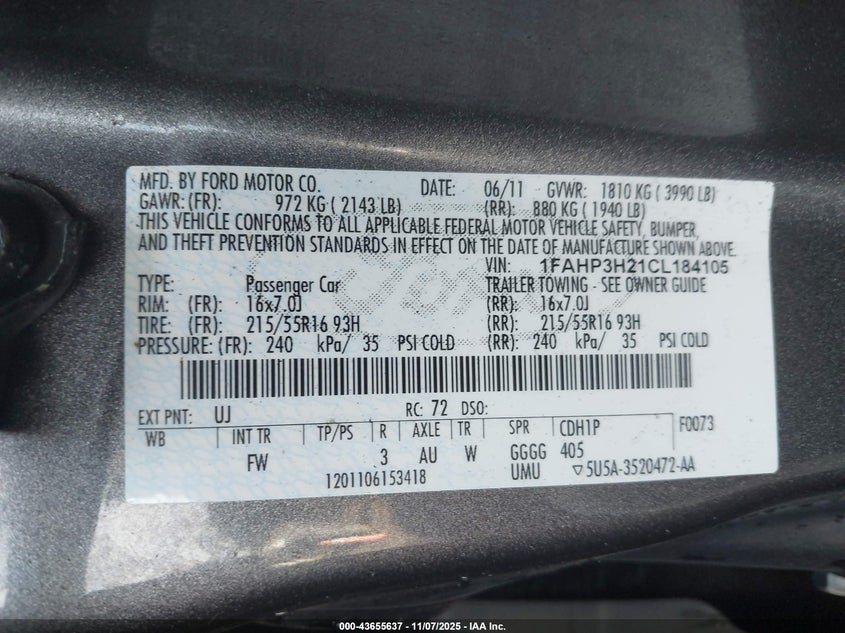 MFD. BY FORD MOTOR CO. DATE: 06/11 GVWR: 1810 KG ( 3990 LB)
GAWR: (FR): 972 KG ( 2143 LB) (RR): 880 KG ( 1940 LB)
THIS VEHICLE CONFORMS TO ALL APPLICABLE FEDERAL MOTOR VEHICLE SAFETY, BUMPER,
AND THEFT PREVENTION STANDARDS IN EFFECT ON THE DATE OF MANUFACTURE SHOWN ABOVE.
VIN: 1FAHP3H21CL184105
TYPE: Passenger Car TRAILER TOWING - SEE OWNER GUIDE
RIM: (FR): 16x7.0J (RR): 16x7.0J
TIRE: (FR): 215/55R16 93H (RR): 215/55R16 93H
PRESSURE: (FR): 240 kPa/ 35 PSI COLD (RR): 240 kPa/ 35 PSI COLD
EXT PNT: UJ RC: 72 DSO:
WB INT TR TP/PS R AXLE TR SPR CDH1P F0073
FW 3 AU W GGGG 405
1201106153418 UMU ▽5U5A-3520472-AA
000-43655637 - 11/07/2025 - IAA Inc.